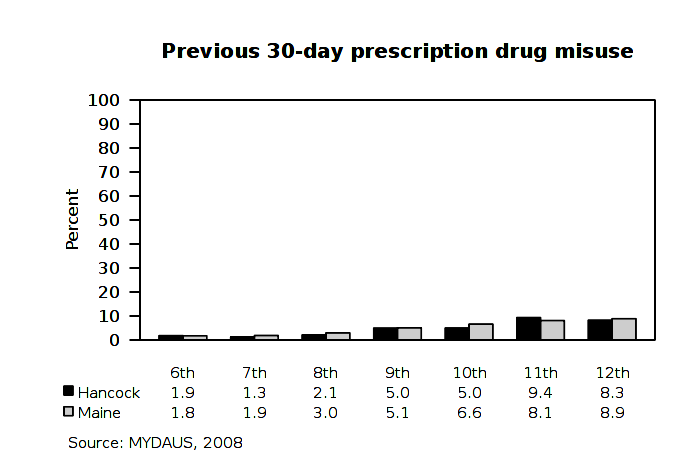 Previous 30-day prescription drug misuse
100
90
80
70
60
50
40
30
20
10
0
Percent
6th 7th 8th 9th 10th 11th 12th
Hancock 1.9 1.3 2.1 5.0 5.0 9.4 8.3
Maine 1.8 1.9 3.0 5.1 6.6 8.1 8.9
Source: MYDAUS, 2008